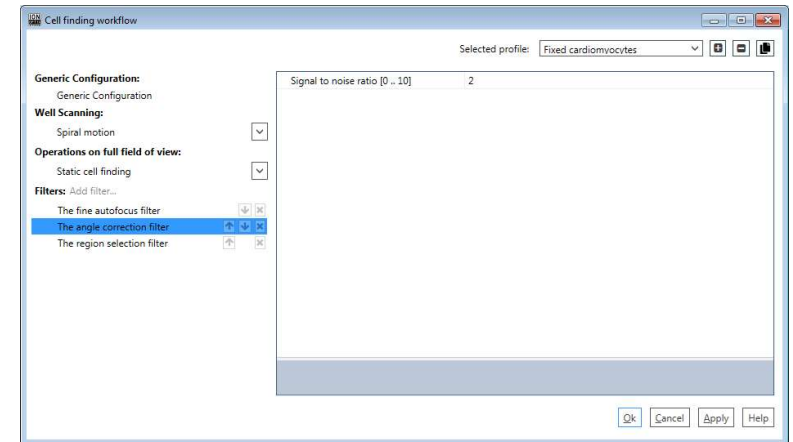 ION
Cell finding workflow
Selected profile: Fixed cardiomyocytes
Generic Configuration:
Generic Configuration
Well Scanning:
Spiral motion
Operations on full field of view:
Static cell finding
Filters: Add filter...
The fine autofocus filter
The angle correction filter
The region selection filter
Signal to noise ratio [0 .. 10] 2
Ok Cancel Apply Help